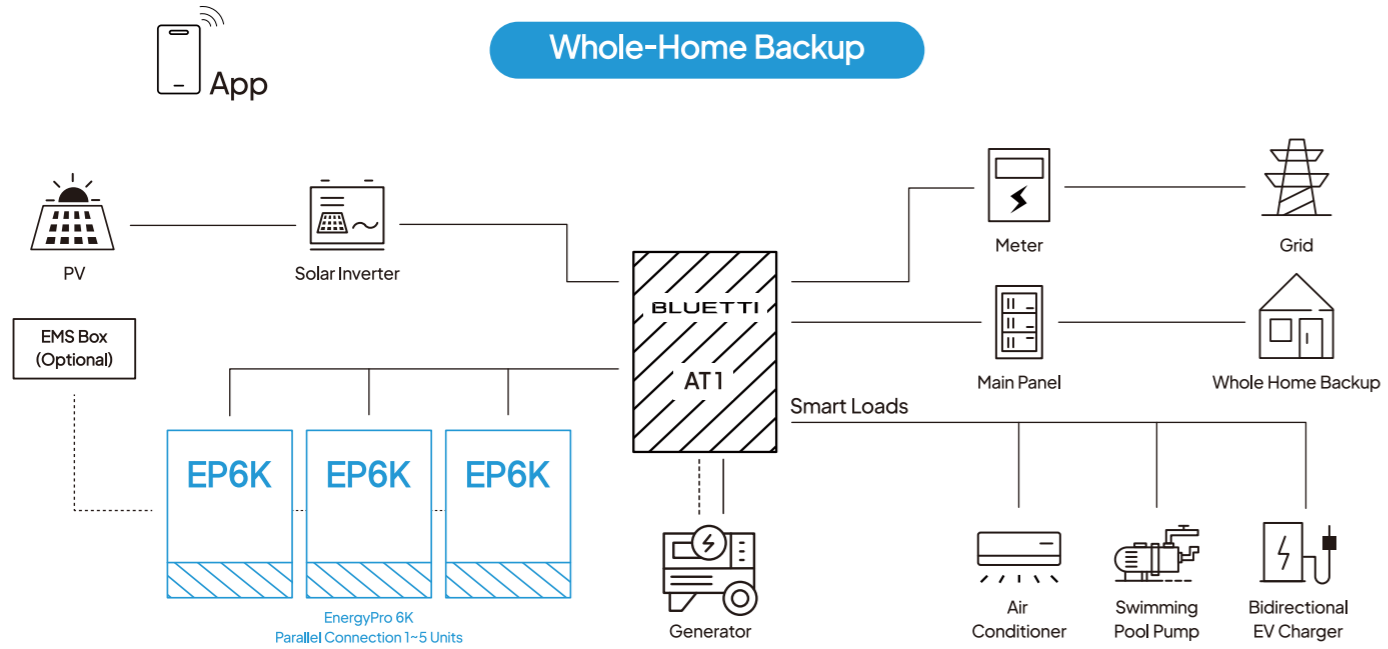 App
Whole-Home Backup
PV
Solar Inverter
Meter
Grid
EMS Box
(Optional)
BLUETTI
AT1
Main Panel
Whole Home Backup
Smart Loads
EP6K
EP6K
EP6K
EnergyPro 6K
Parallel Connection 1~5 Units
Generator
Air
Conditioner
Swimming
Pool Pump
Bidirectional
EV Charger